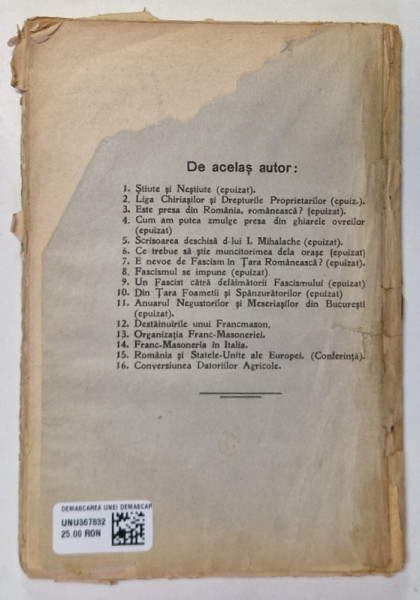 De acelaș autor:
1. Știute și Neștiute (epuizat).
2. Liga Chiriașilor și Drepturile Proprietarilor (epuiz.).
3. Este presa din România, românească? (epuizat).
4. Cum am putea zmulge presa din ghiarele ovreilor
(epuizat)
5. Scrisoarea deschisă d-lui I. Mihalache (epuizat).
6. Ce trebue să știe muncitorimea dela orașe (epuizat)
7. E nevoe de Fascism în Țara Românească? (epuizat).
8. Fascismul se impune (epuizat).
9. Un Fascist cătră defăimătorii Fascismului (epuizat)
10. Din Țara Foametii și Spânzurătorilor (epuizat)
11. Anuarul Negustorilor și Meseriașilor din București
(epuizat).
12. Destăinuirile unui Francmason.
13. Organizația Franc-Masoneriei.
14. Franc-Masoneria în Italia.
15. România și Statele-Unite ale Europei. (Conferință).
16. Conversiunea Datoriilor Agricole.
DEMASCAREA UNEI DEMASCAR
UNU367832
25.00 RON